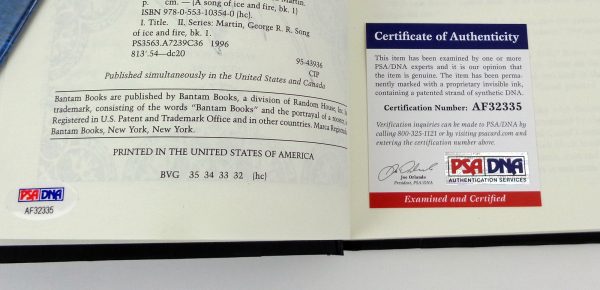 p. cm. — (A song of ice and fire, bk. 1)
ISBN 978-0-553-10354-0 (hc)
I. Title. II. Series: Martin, George R. R. Song
of ice and fire, bk. 1.
PS3563.A7239C36 1996
813'.54—dc20
95-43936
CIP
Published simultaneously in the United States and Canada
Bantam Books are published by Bantam Books, a division of Random House, Inc.
trademark, consisting of the words "Bantam Books" and the portrayal of a rooster,
Registered in U.S. Patent and Trademark Office and in other countries. Marca
Bantam Books, New York, New York.
PRINTED IN THE UNITED STATES OF AMERICA
BVG 35 34 33 32 (hc)
PSA DNA
AF32335
Certificate of Authenticity
This item has been examined by one or more
PSA/DNA experts and it is our opinion that
the item is genuine. The item has been
permanently marked with a proprietary invisible ink,
containing a patented strand of synthetic DNA.
Certification Number: AF32335
Verification inquiries can be made to PSA/DNA by
calling 800-325-1121 or by visiting psacard.com and
entering the certification number above.
Joe Orlando
President, PSA/DNA
PSA DNA
AUTHENTICATION SERVICES
Examined and Certified